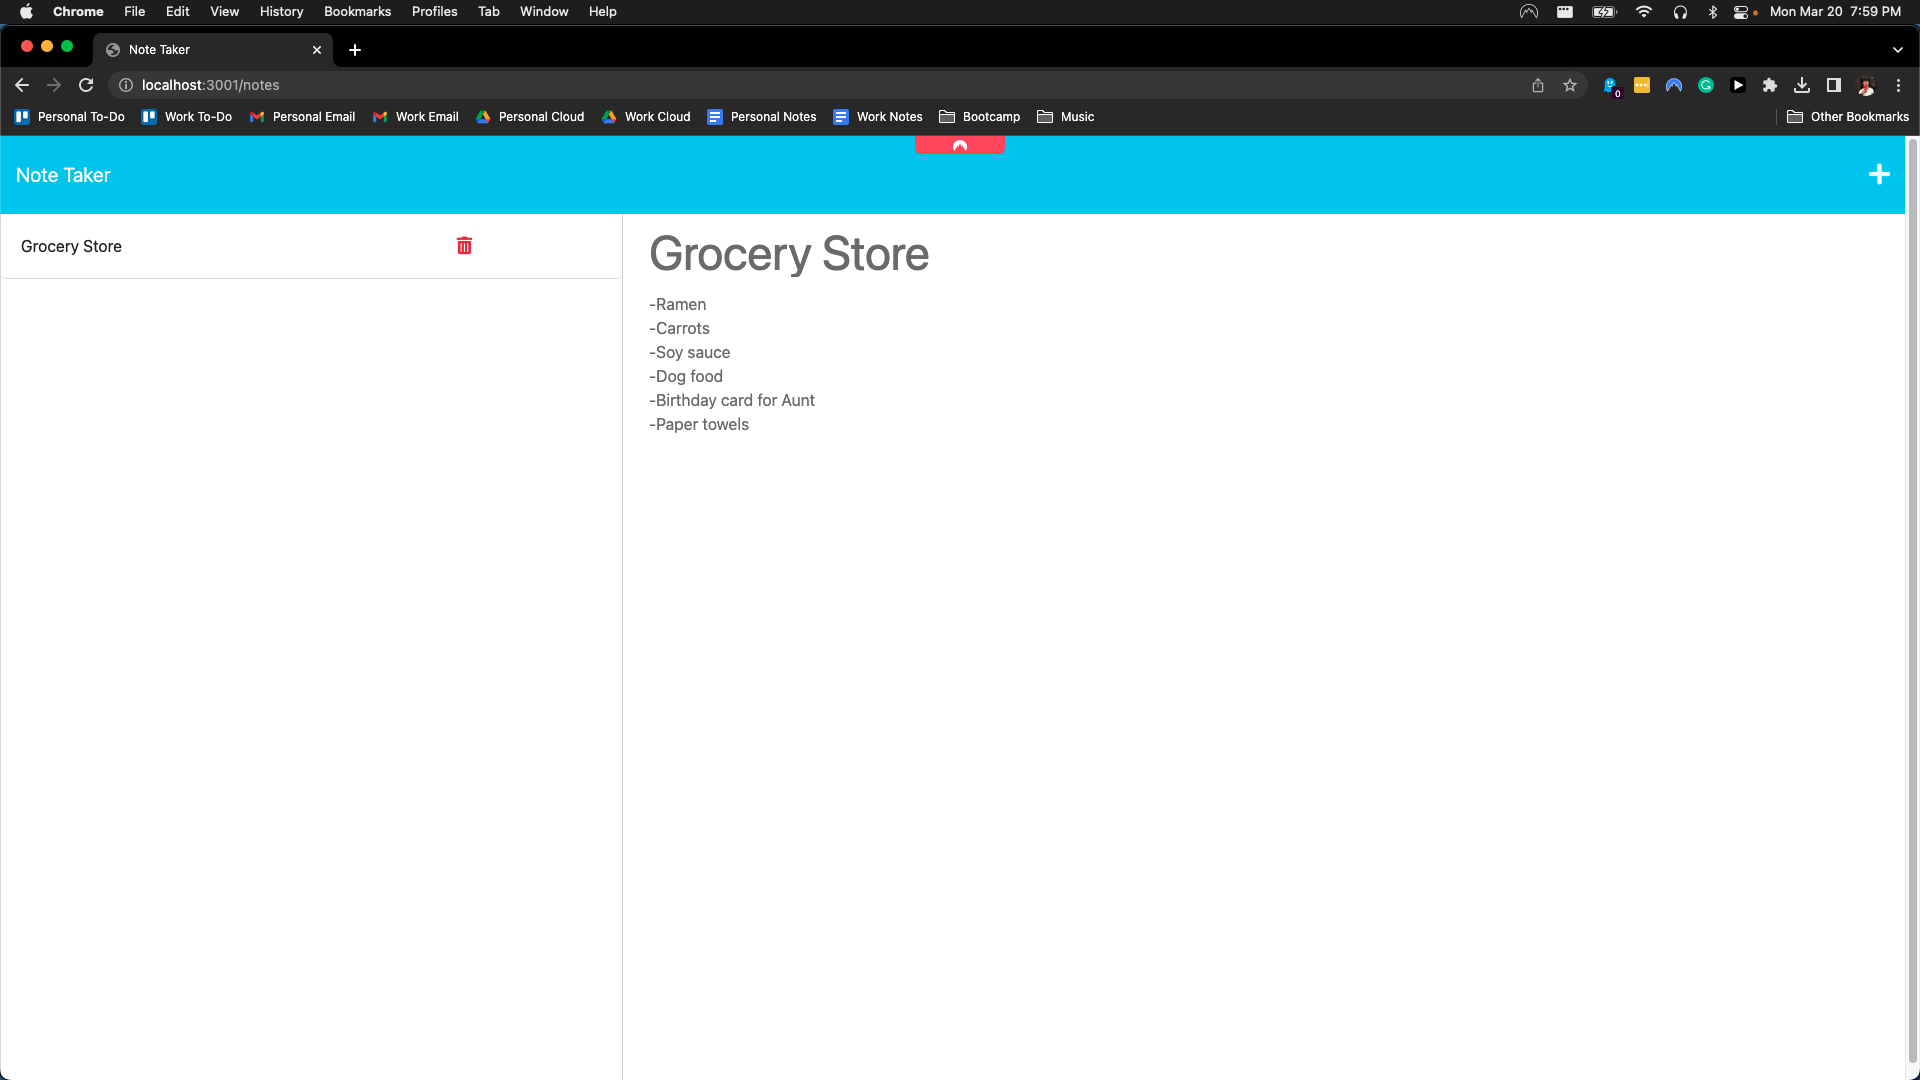 Chrome File Edit View History Bookmarks Profiles Tab Window Help Mon Mar 20 7:59 PM
Note Taker
localhost:3001/notes
0
Personal To-Do Work To-Do Personal Email Work Email Personal Cloud Work Cloud Personal Notes Work Notes Bootcamp Music Other Bookmarks
Note Taker
Grocery Store
Grocery Store
-Ramen
-Carrots
-Soy sauce
-Dog food
-Birthday card for Aunt
-Paper towels